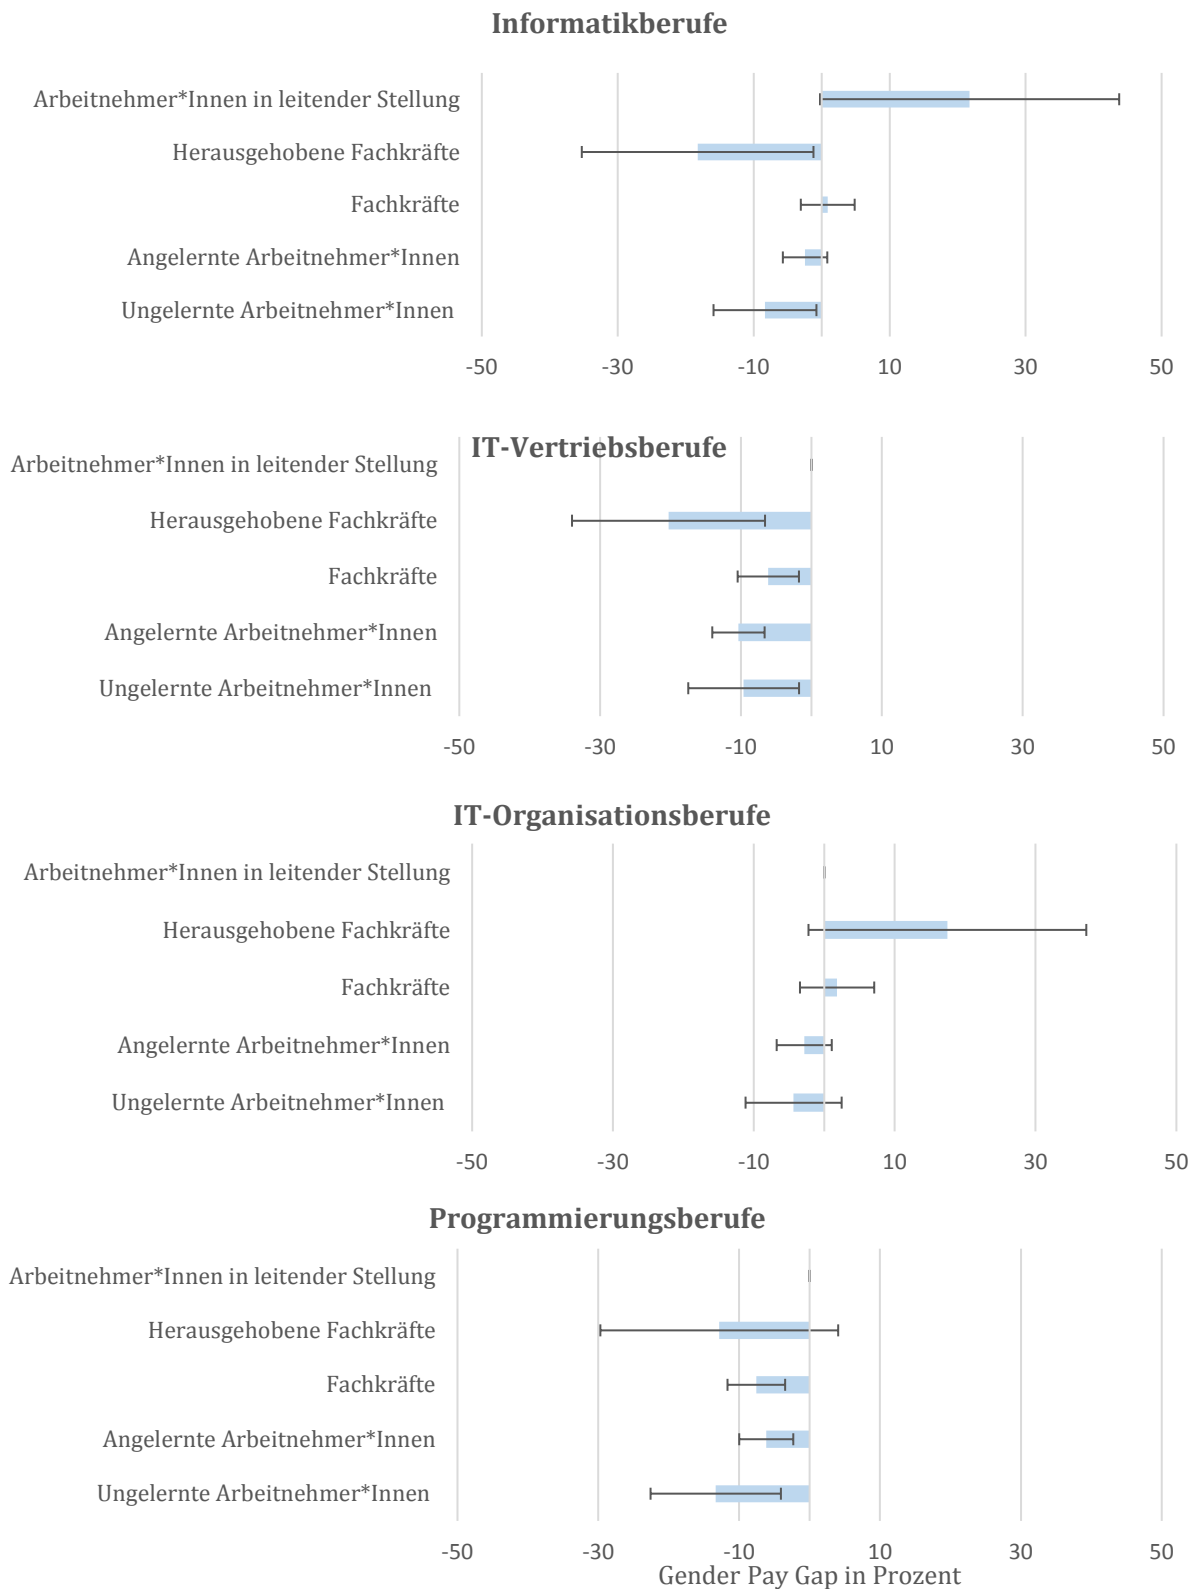 Informatikberufe
Arbeitnehmer*Innen in leitender Stellung
Herausgehobene Fachkräfte
Fachkräfte
Angelernte Arbeitnehmer*Innen
Ungelernte Arbeitnehmer*Innen
-50 -30 -10 10 30 50
IT-Vertriebsberufe
Arbeitnehmer*Innen in leitender Stellung
Herausgehobene Fachkräfte
Fachkräfte
Angelernte Arbeitnehmer*Innen
Ungelernte Arbeitnehmer*Innen
-50 -30 -10 10 30 50
IT-Organisationsberufe
Arbeitnehmer*Innen in leitender Stellung
Herausgehobene Fachkräfte
Fachkräfte
Angelernte Arbeitnehmer*Innen
Ungelernte Arbeitnehmer*Innen
-50 -30 -10 10 30 50
Programmierungsberufe
Arbeitnehmer*Innen in leitender Stellung
Herausgehobene Fachkräfte
Fachkräfte
Angelernte Arbeitnehmer*Innen
Ungelernte Arbeitnehmer*Innen
-50 -30 -10 10 30 50
Gender Pay Gap in Prozent